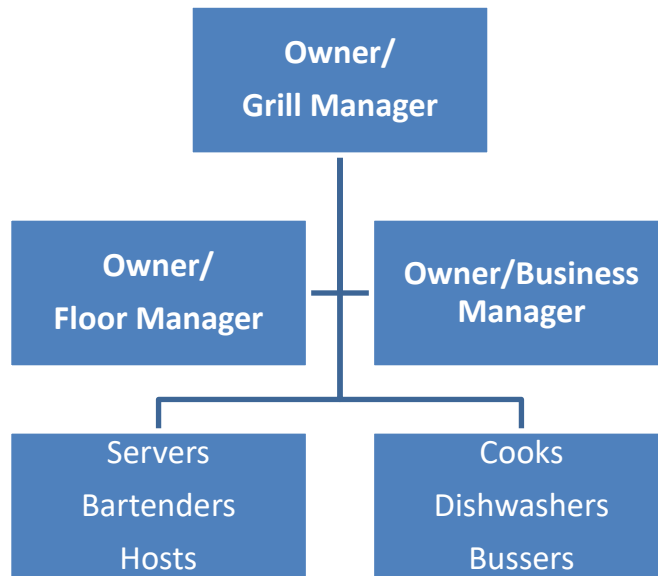 Owner/
Grill Manager
Owner/
Floor Manager
Owner/Business
Manager
Servers
Bartenders
Hosts
Cooks
Dishwashers
Bussers